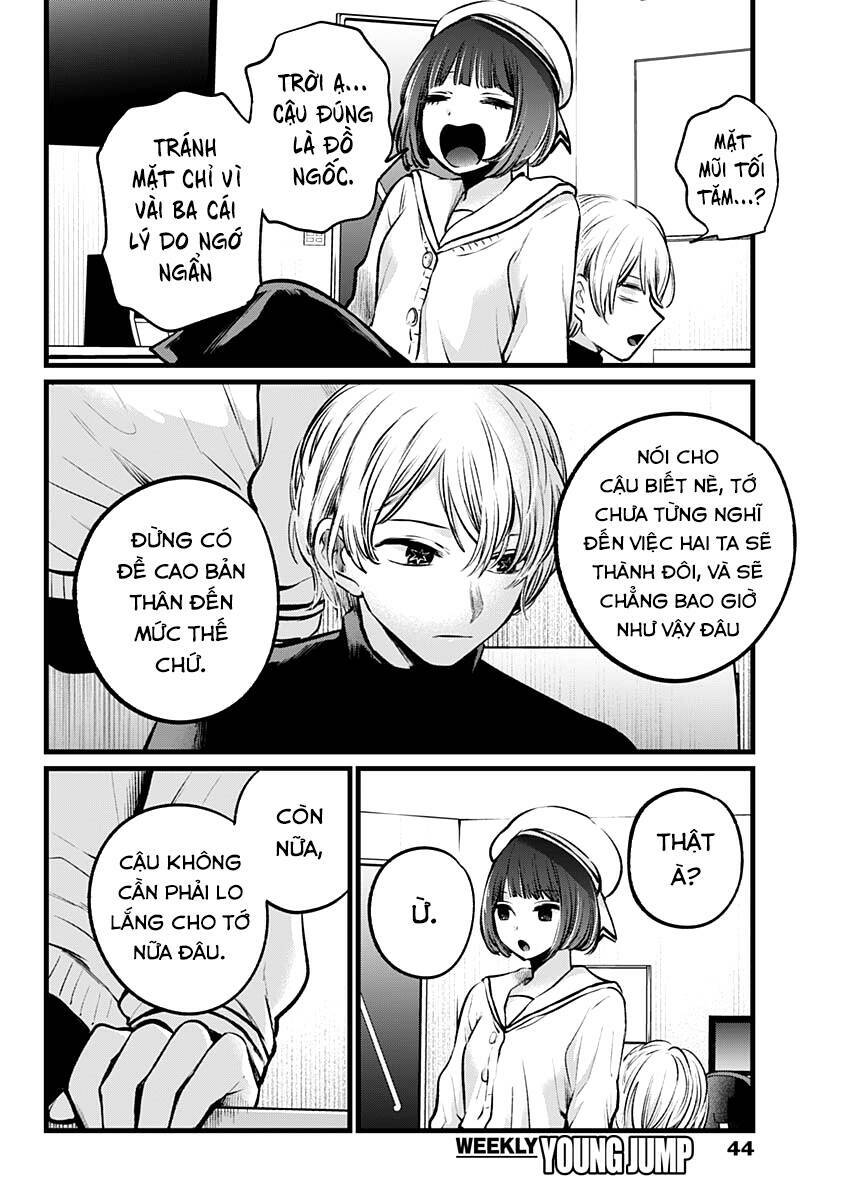 MẶT
MŨI TỐI
TĂM...?
TRỜI Ạ...
CẬU ĐÚNG
LÀ ĐỒ
NGỐC.
TRÁNH
MẶT CHỈ VÌ
VÀI BA CÁI
LÝ DO NGỚ
NGẨN
NÓI CHO
CẬU BIẾT NÈ, TỚ
CHƯA TỪNG NGHĨ
ĐẾN VIỆC HAI TA SẼ
THÀNH ĐÔI, VÀ SẼ
CHẲNG BAO GIỜ
NHƯ VẬY ĐÂU
ĐỪNG CÓ
ĐỀ CAO BẢN
THÂN ĐẾN
MỨC THẾ
CHỨ.
THẬT
À?
Ừ.
CÒN
NỮA,
CẬU KHÔNG
CẦN PHẢI LO
LẮNG CHO TỚ
NỮA ĐÂU.
WEEKLY YOUNG JUMP 44